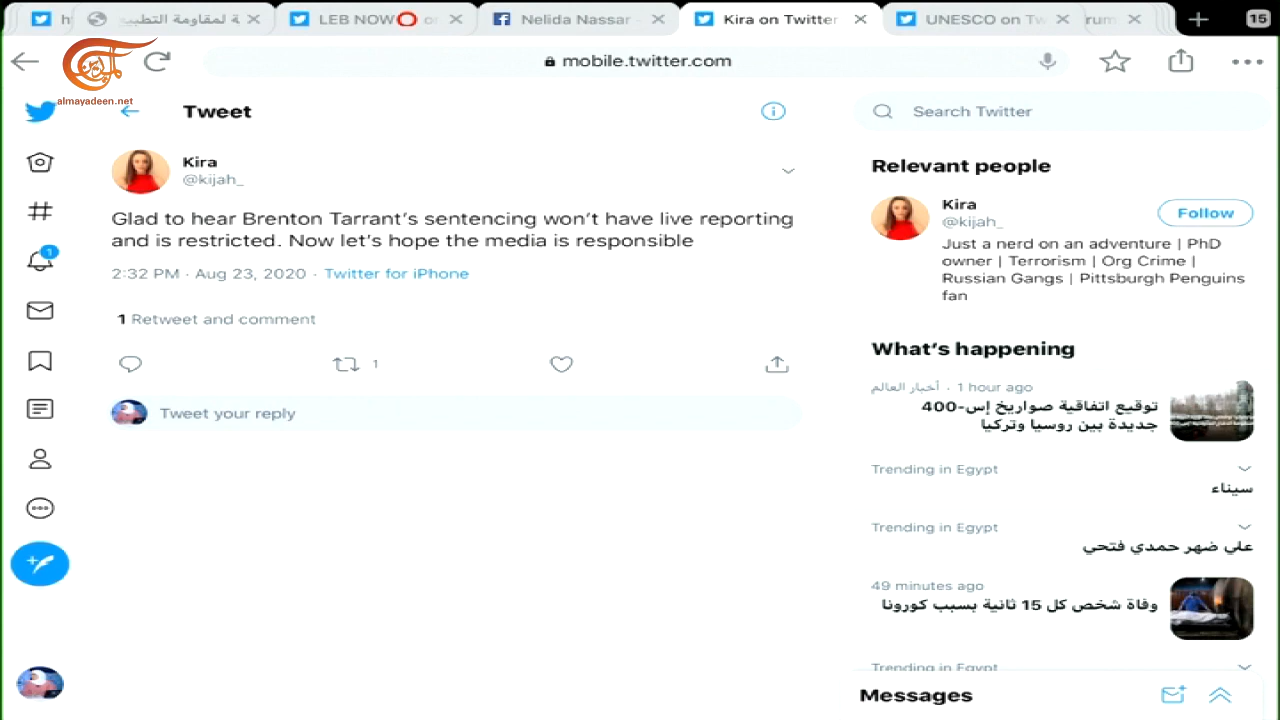 h
ة لمقاومة التطبيع
LEB NOW⭕ o
Nelida Nassar
Kira on Twitter
UNESCO on Tw
rum
15
الميادين
almayadeen.net
mobile.twitter.com
Tweet
Search Twitter
Kira
@kijah_
Glad to hear Brenton Tarrant's sentencing won't have live reporting
and is restricted. Now let's hope the media is responsible
2:32 PM · Aug 23, 2020 · Twitter for iPhone
1 Retweet and comment
1
Tweet your reply
1
Relevant people
Kira
@kijah_
Follow
Just a nerd on an adventure | PhD
owner | Terrorism | Org Crime |
Russian Gangs | Pittsburgh Penguins
fan
What's happening
أخبار العالم · 1 hour ago
توقيع اتفاقية صواريخ إس-400
جديدة بين روسيا وتركيا
Trending in Egypt
سيناء
Trending in Egypt
علي ضهر حمدي فتحي
49 minutes ago
وفاة شخص كل 15 ثانية بسبب كورونا
Trending in Egypt
Messages